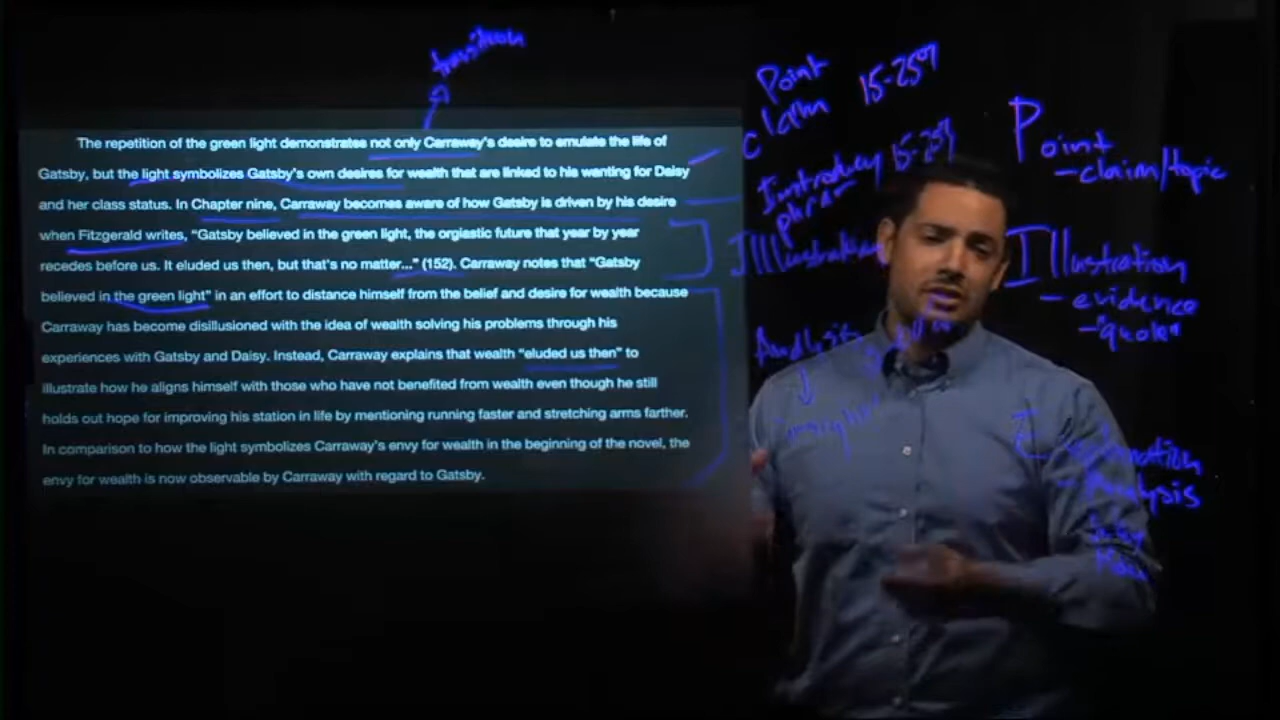 transition
The repetition of the green light demonstrates not only Carraway's desire to emulate the life of
Gatsby, but the light symbolizes Gatsby's own desires for wealth that are linked to his wanting for Daisy
and her class status. In Chapter nine, Carraway becomes aware of how Gatsby is driven by his desire
when Fitzgerald writes, “Gatsby believed in the green light, the orgiastic future that year by year
recedes before us. It eluded us then, but that's no matter...” (152). Carraway notes that “Gatsby
believed in the green light” in an effort to distance himself from the belief and desire for wealth because
Carraway has become disillusioned with the idea of wealth solving his problems through his
experiences with Gatsby and Daisy. Instead, Carraway explains that wealth “eluded us then” to
illustrate how he aligns himself with those who have not benefited from wealth even though he still
holds out hope for improving his station in life by mentioning running faster and stretching arms farther.
In comparison to how the light symbolizes Carraway's envy for wealth in the beginning of the novel, the
envy for wealth is now observable by Carraway with regard to Gatsby.
Point
claim 15-25%
Illustration
Analysis
Point
-claim/topic
Illustration
-evidence
-"quote"